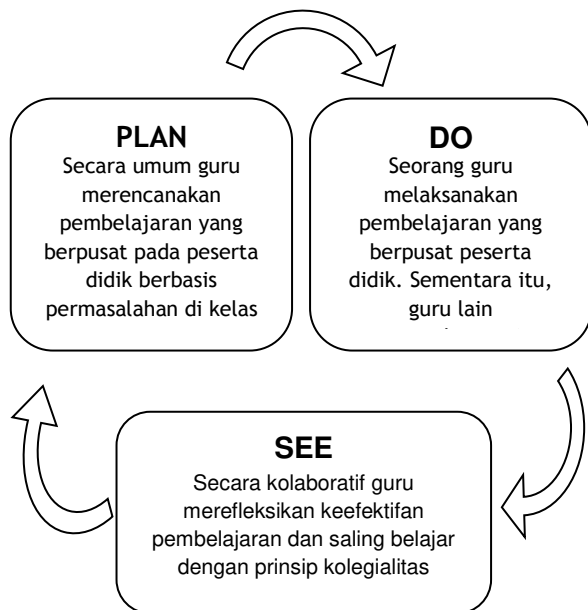 PLAN
Secara umum guru
merencanakan
pembelajaran yang
berpusat pada peserta
didik berbasis
permasalahan di kelas
DO
Seorang guru
melaksanakan
pembelajaran yang
berpusat peserta
didik. Sementara itu,
guru lain
SEE
Secara kolaboratif guru
merefleksikan keefektifan
pembelajaran dan saling belajar
dengan prinsip kolegialitas